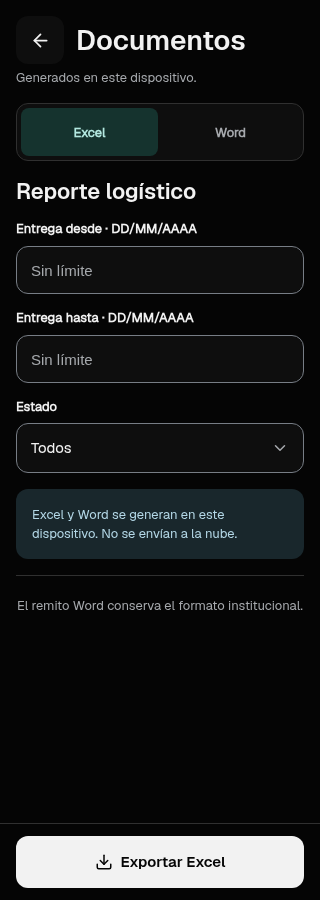 Documentos
Generados en este dispositivo.
Excel
Word
Reporte logístico
Entrega desde · DD/MM/AAAA
Sin límite
Entrega hasta · DD/MM/AAAA
Sin límite
Estado
Todos
Excel y Word se generan en este
dispositivo. No se envían a la nube.
El remito Word conserva el formato institucional.
Exportar Excel